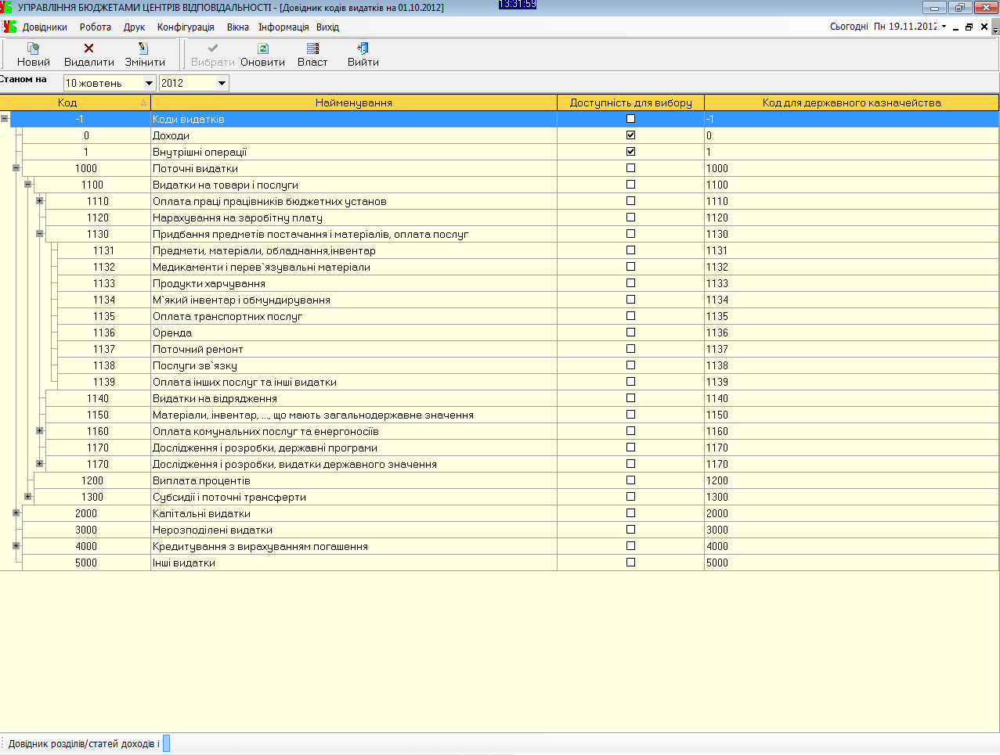 УБ УПРАВЛІННЯ БЮДЖЕТАМИ ЦЕНТРІВ ВІДПОВІДАЛЬНОСТІ - [Довідник кодів видатків на 01.10.2012] 13:31:59
УБ Довідники Робота Друк Конфігурація Вікна Інформація Вихід Сьогодні Пн 19.11.2012
Новий Видалити Змінити Вибрати Оновити Власт Вийти
Станом на 10 жовтень 2012
Код Найменування Доступність для вибору Код для державного казначейства
-1 Коди видатків -1
0 Доходи 0
1 Внутрішні операції 1
1000 Поточні видатки 1000
1100 Видатки на товари і послуги 1100
1110 Оплата праці працівників бюджетних установ 1110
1120 Нарахування на заробітну плату 1120
1130 Придбання предметів постачання і матеріалів, оплата послуг 1130
1131 Предмети, матеріали, обладнання,інвентар 1131
1132 Медикаменти і перев`язувальні матеріали 1132
1133 Продукти харчування 1133
1134 М`який інвентар і обмундирування 1134
1135 Оплата транспортних послуг 1135
1136 Оренда 1136
1137 Поточний ремонт 1137
1138 Послуги зв`язку 1138
1139 Оплата інших послуг та інші видатки 1139
1140 Видатки на відрядження 1140
1150 Матеріали, інвентар, ..., що мають загальнодержавне значення 1150
1160 Оплата комунальних послуг та енергоносіїв 1160
1170 Дослідження і розробки, державні програми 1170
1170 Дослідження і розробки, видатки державного значення 1170
1200 Виплата процентів 1200
1300 Субсидії і поточні трансферти 1300
2000 Капітальні видатки 2000
3000 Нерозподілені видатки 3000
4000 Кредитування з вирахуванням погашення 4000
5000 Інші видатки 5000
Довідник розділів/статей доходів і